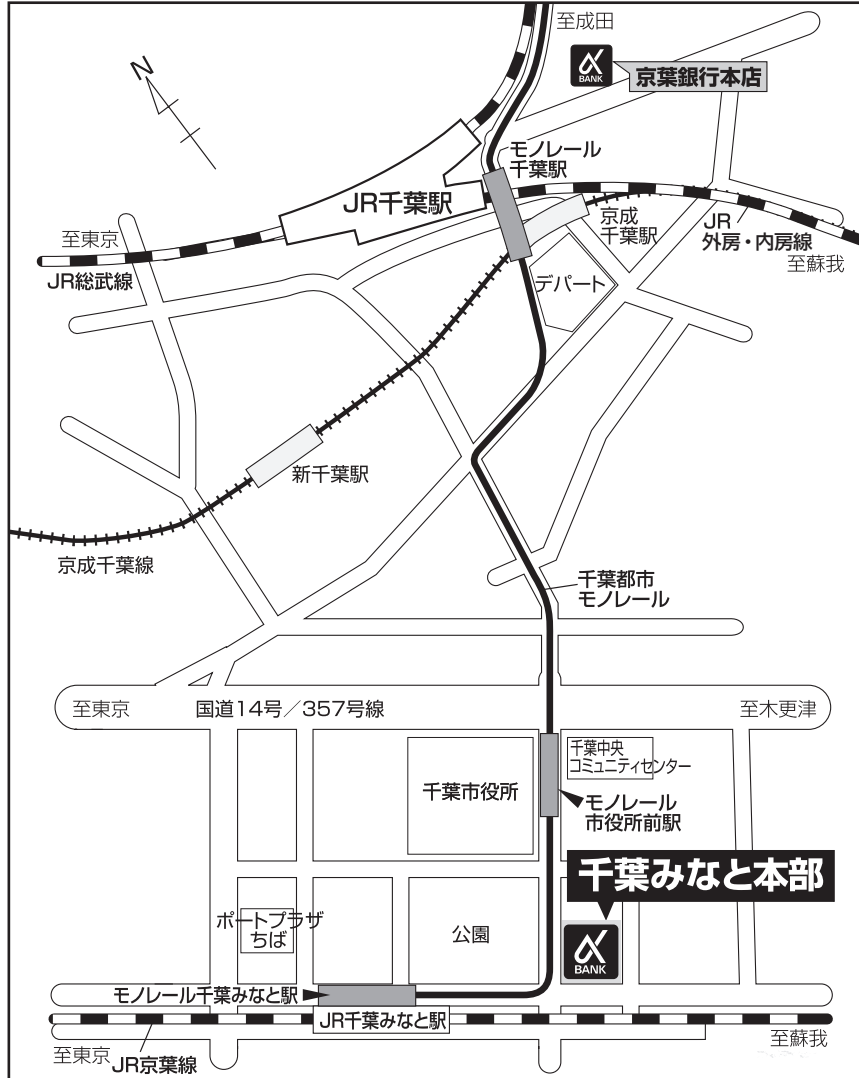 至成田
N
α
BANK
京葉銀行本店
モノレール
千葉駅
JR千葉駅
京成
千葉駅
JR
外房・内房線
至東京
JR総武線
至蘇我
デパート
新千葉駅
京成千葉線
千葉都市
モノレール
至東京
国道14号／357号線
至木更津
千葉市役所
千葉中央
コミュニティセンター
モノレール
市役所前駅
千葉みなと本部
ポートプラザ
ちば
公園
α
BANK
モノレール千葉みなと駅
JR千葉みなと駅
至東京
JR京葉線
至蘇我